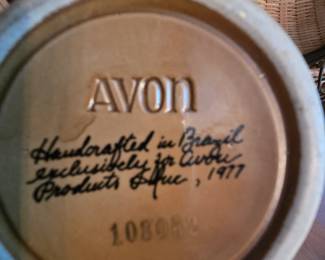 AVON
Handcrafted in Brazil
exclusively for Avon
Products Inc., 1977